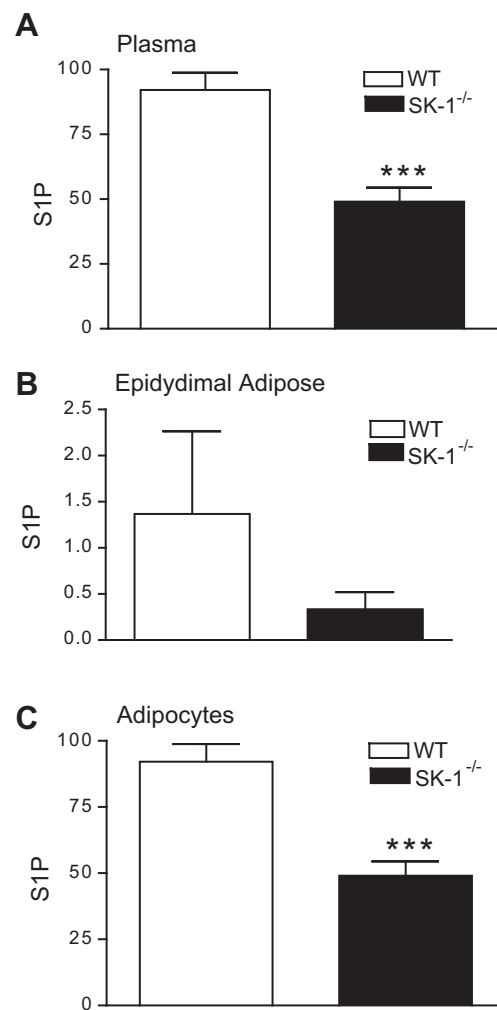 A
Plasma
100
75
50
25
0
S1P
WT
SK-1-/-
***
B
Epidydimal Adipose
2.5
2.0
1.5
1.0
0.5
0.0
S1P
WT
SK-1-/-
C
Adipocytes
100
75
50
25
0
S1P
WT
SK-1-/-
***